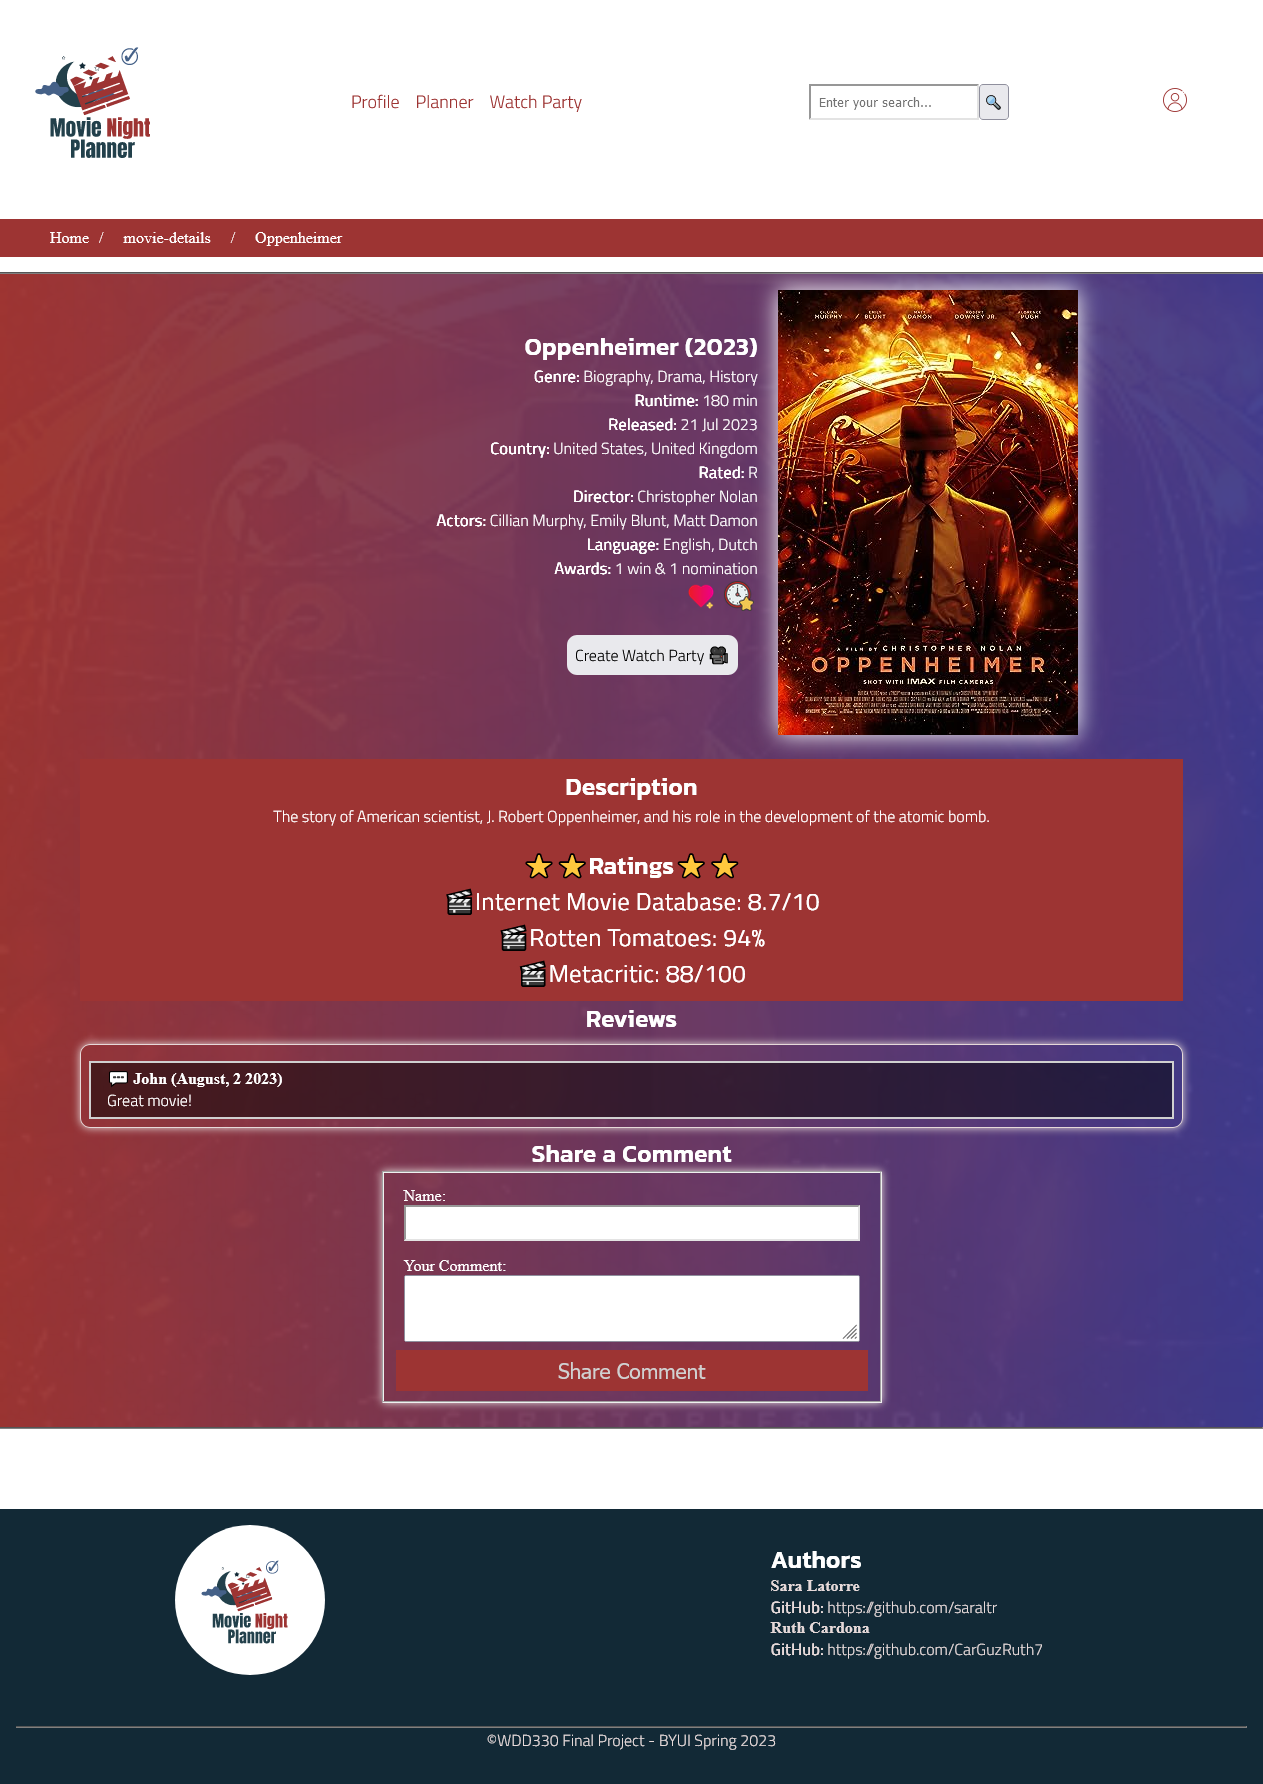 Movie Night
Planner
Profile
Planner
Watch Party
Enter your search...
Home / movie-details / Oppenheimer
Oppenheimer (2023)
Genre: Biography, Drama, History
Runtime: 180 min
Released: 21 Jul 2023
Country: United States, United Kingdom
Rated: R
Director: Christopher Nolan
Actors: Cillian Murphy, Emily Blunt, Matt Damon
Language: English, Dutch
Awards: 1 win & 1 nomination
Create Watch Party
CILLIAN MURPHY / EMILY BLUNT MATT DAMON ROBERT DOWNEY JR. FLORENCE PUGH
A FILM BY CHRISTOPHER NOLAN
OPPENHEIMER
SHOT WITH IMAX FILM CAMERAS
Description
The story of American scientist, J. Robert Oppenheimer, and his role in the development of the atomic bomb.
Ratings
Internet Movie Database: 8.7/10
Rotten Tomatoes: 94%
Metacritic: 88/100
Reviews
John (August, 2 2023)
Great movie!
Share a Comment
Name:
Your Comment:
Share Comment
CHRISTOPHER NOLAN
Movie Night
Planner
Authors
Sara Latorre
GitHub: https://github.com/saraltr
Ruth Cardona
GitHub: https://github.com/CarGuzRuth7
©WDD330 Final Project - BYUI Spring 2023